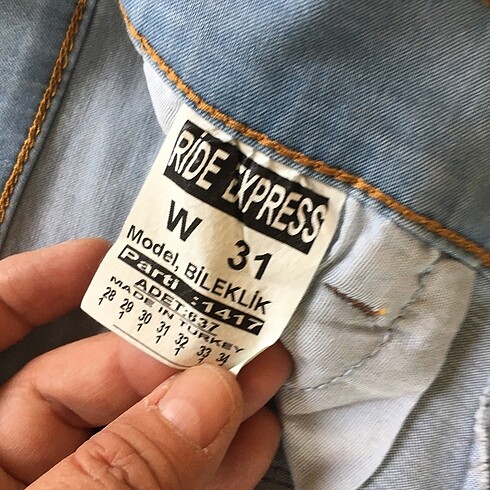 RİDE EXPRESS
W 31
Model, BİLEKLİK
Parti :1417
ADET:637
MADE IN TURKEY
28 29 30 31 32 33 34
1 1 1 1 1 1 1